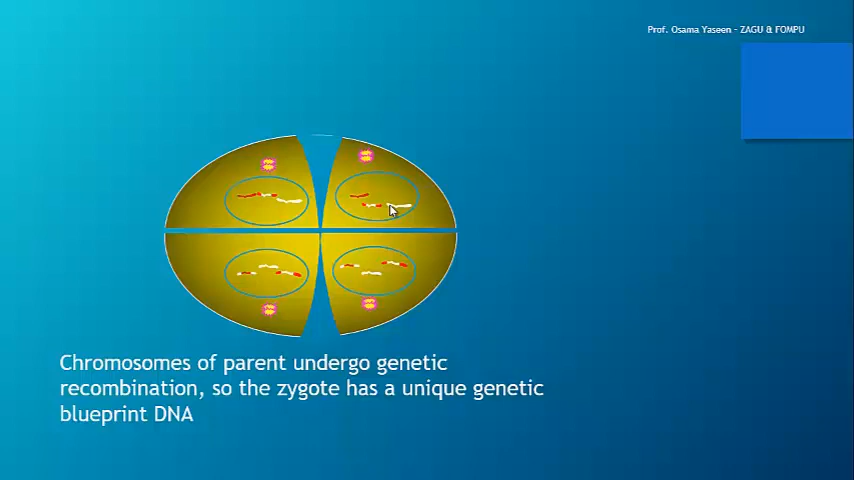 Prof. Osama Yaseen – ZAGU & FOMPU
Chromosomes of parent undergo genetic
recombination, so the zygote has a unique genetic
blueprint DNA